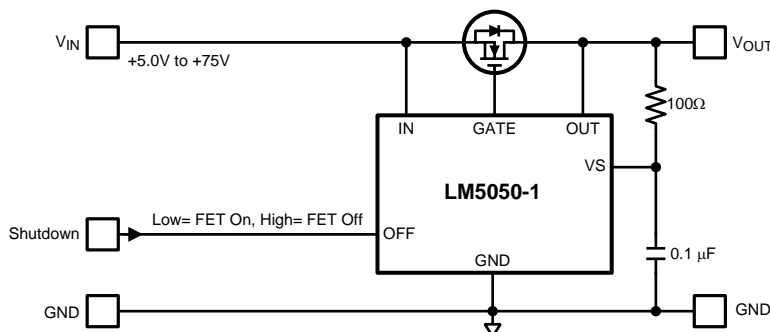 VIN
+5.0V to +75V
VOUT
100Ω
IN
GATE
OUT
VS
LM5050-1
Shutdown
Low= FET On, High= FET Off
OFF
GND
0.1 μF
GND
GND